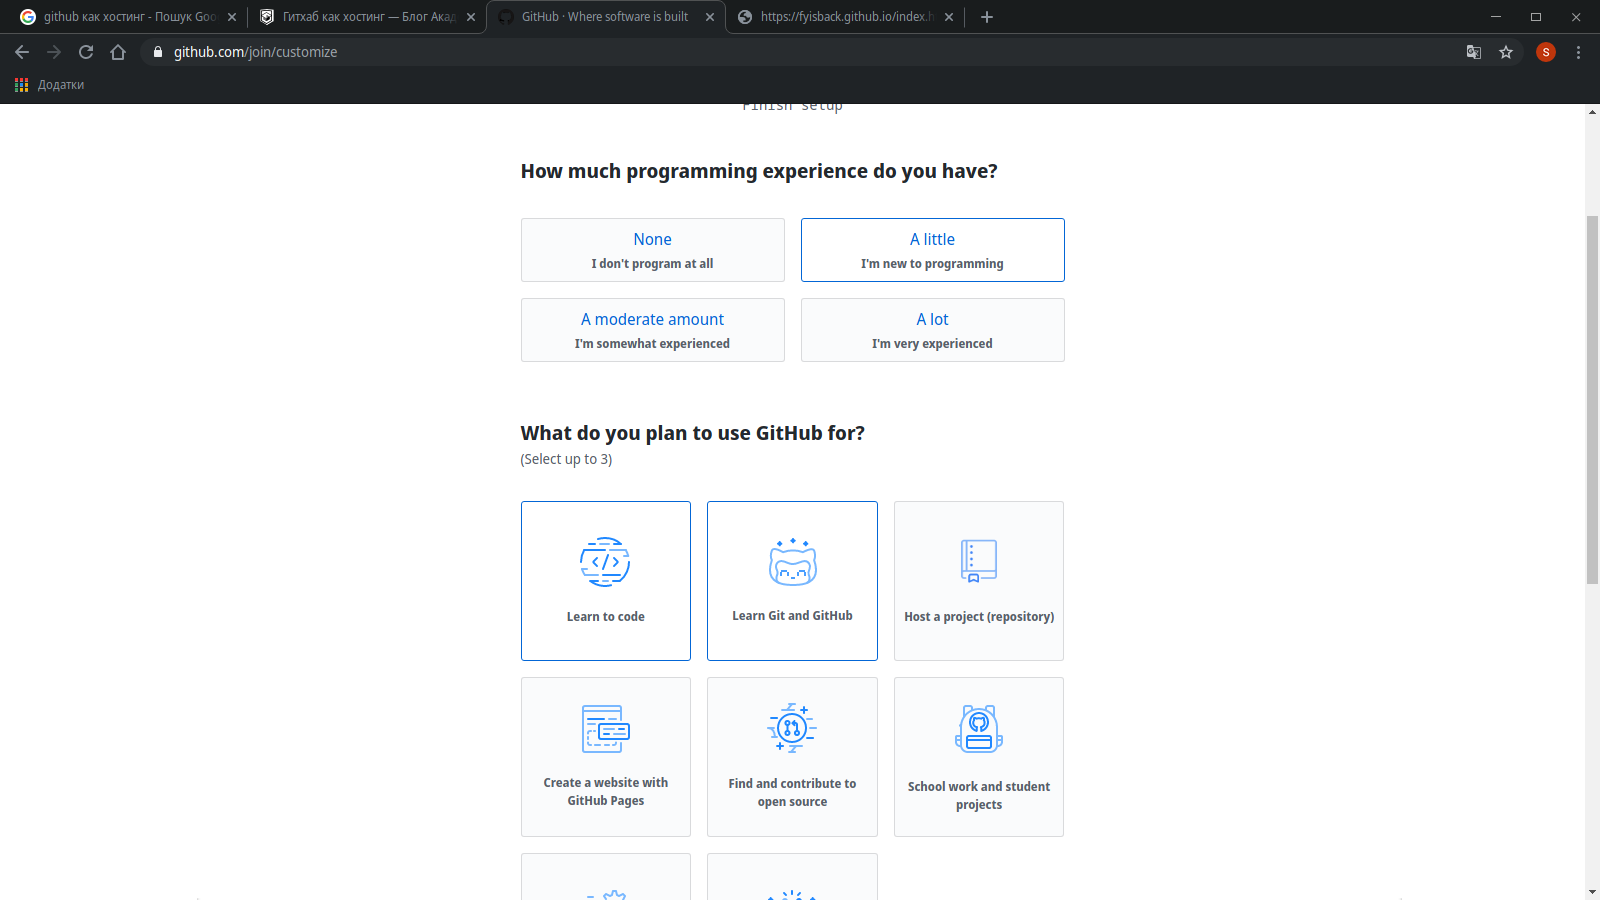 github как хостинг - Пошук Goo
Гитхаб как хостинг — Блог Акад
GitHub · Where software is built
https://fyisback.github.io/index.h
github.com/join/customize
S
Додатки
Finish setup
How much programming experience do you have?
None
I don't program at all
A little
I'm new to programming
A moderate amount
I'm somewhat experienced
A lot
I'm very experienced
What do you plan to use GitHub for?
(Select up to 3)
Learn to code
Learn Git and GitHub
Host a project (repository)
Create a website with
GitHub Pages
Find and contribute to
open source
School work and student
projects